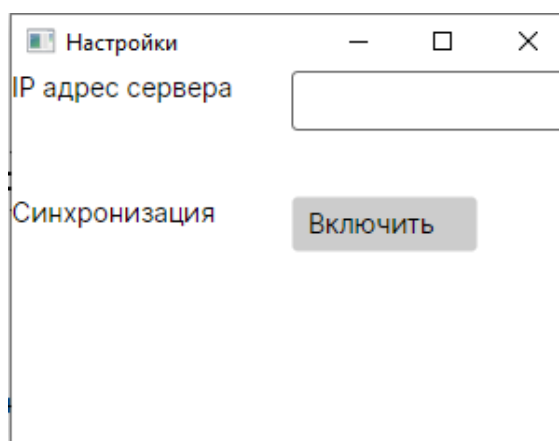 Настройки
IP адрес сервера
Синхронизация
Включить